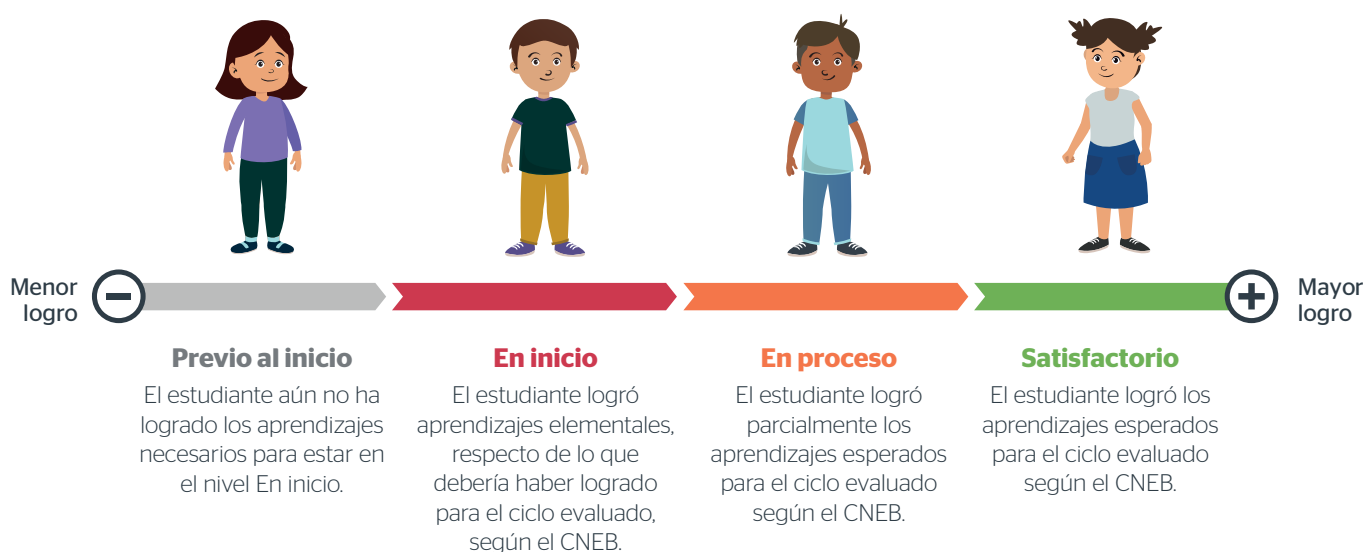 Menor
logro
Mayor
logro
Previo al inicio
El estudiante aún no ha
logrado los aprendizajes
necesarios para estar en
el nivel En inicio.
En inicio
El estudiante logró
aprendizajes elementales,
respecto de lo que
debería haber logrado
para el ciclo evaluado,
según el CNEB.
En proceso
El estudiante logró
parcialmente los
aprendizajes esperados
para el ciclo evaluado
según el CNEB.
Satisfactorio
El estudiante logró los
aprendizajes esperados
para el ciclo evaluado
según el CNEB.